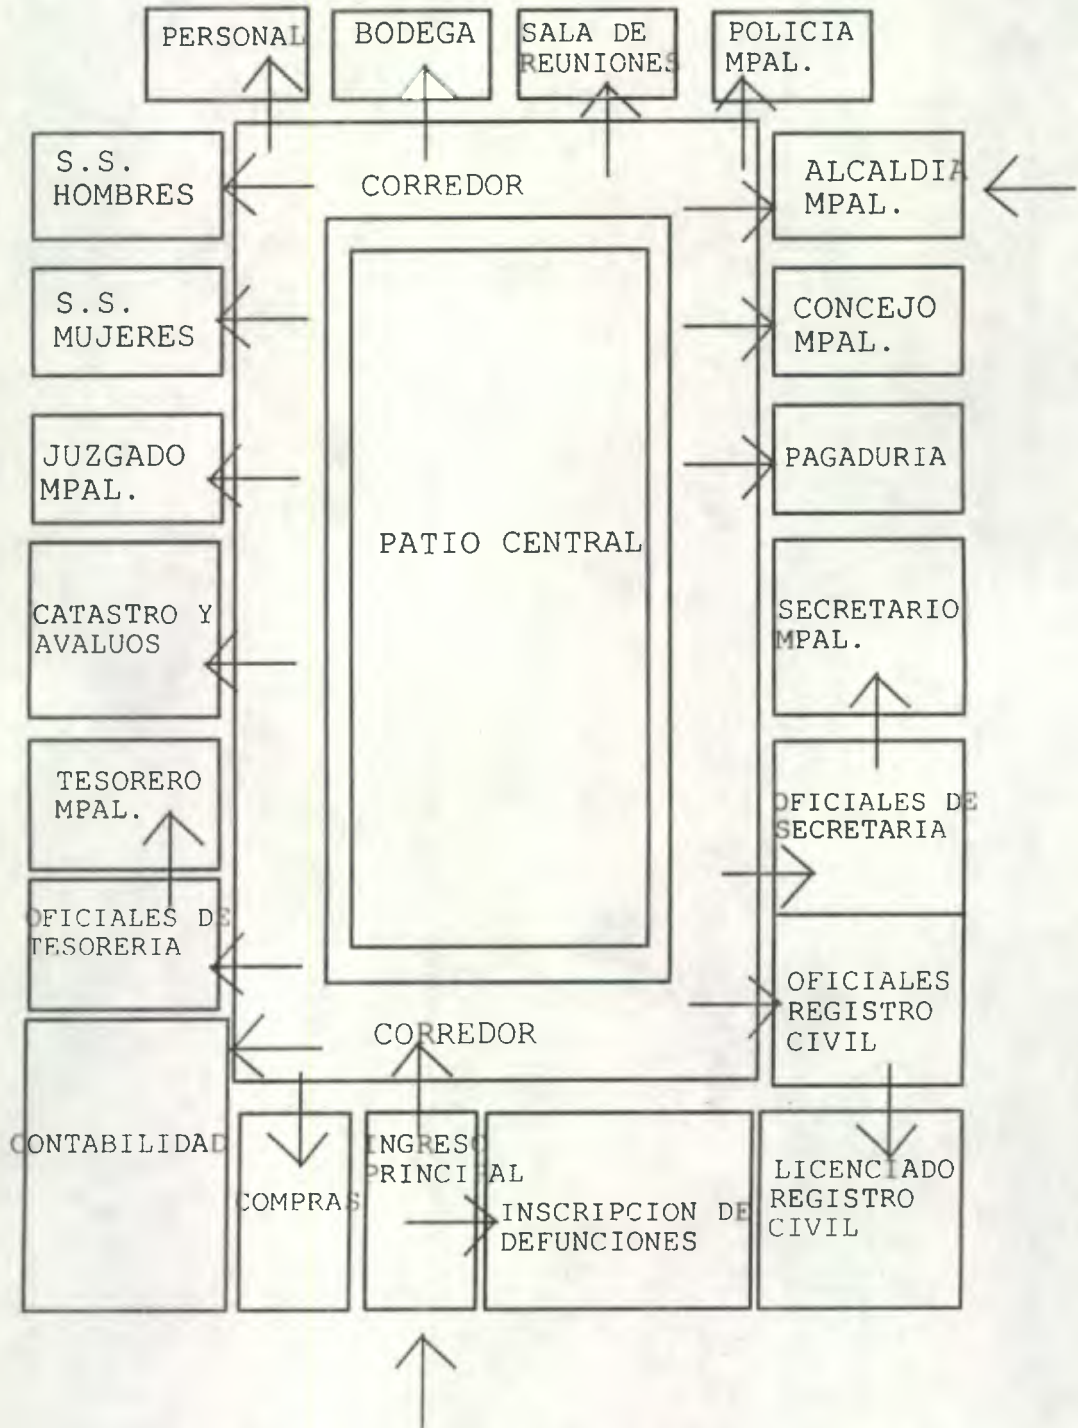 PERSONAL
BODEGA
SALA DE
REUNIONES
POLICIA
MPAL.
S.S.
HOMBRES
CORREDOR
ALCALDIA
MPAL.
S.S.
MUJERES
CONCEJO
MPAL.
JUZGADO
MPAL.
PAGADURIA
PATIO CENTRAL
CATASTRO Y
AVALUOS
SECRETARIO
MPAL.
TESORERO
MPAL.
OFICIALES DE
SECRETARIA
OFICIALES DE
TESORERIA
OFICIALES
REGISTRO
CIVIL
CORREDOR
CONTABILIDAD
COMPRAS
INGRESO
PRINCIPAL
INSCRIPCION DE
DEFUNCIONES
LICENCIADO
REGISTRO
CIVIL